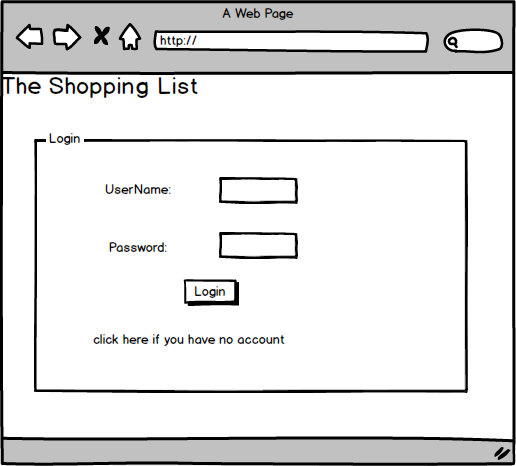 A Web Page
http://
The Shopping List
Login
UserName:
Password:
Login
click here if you have no account